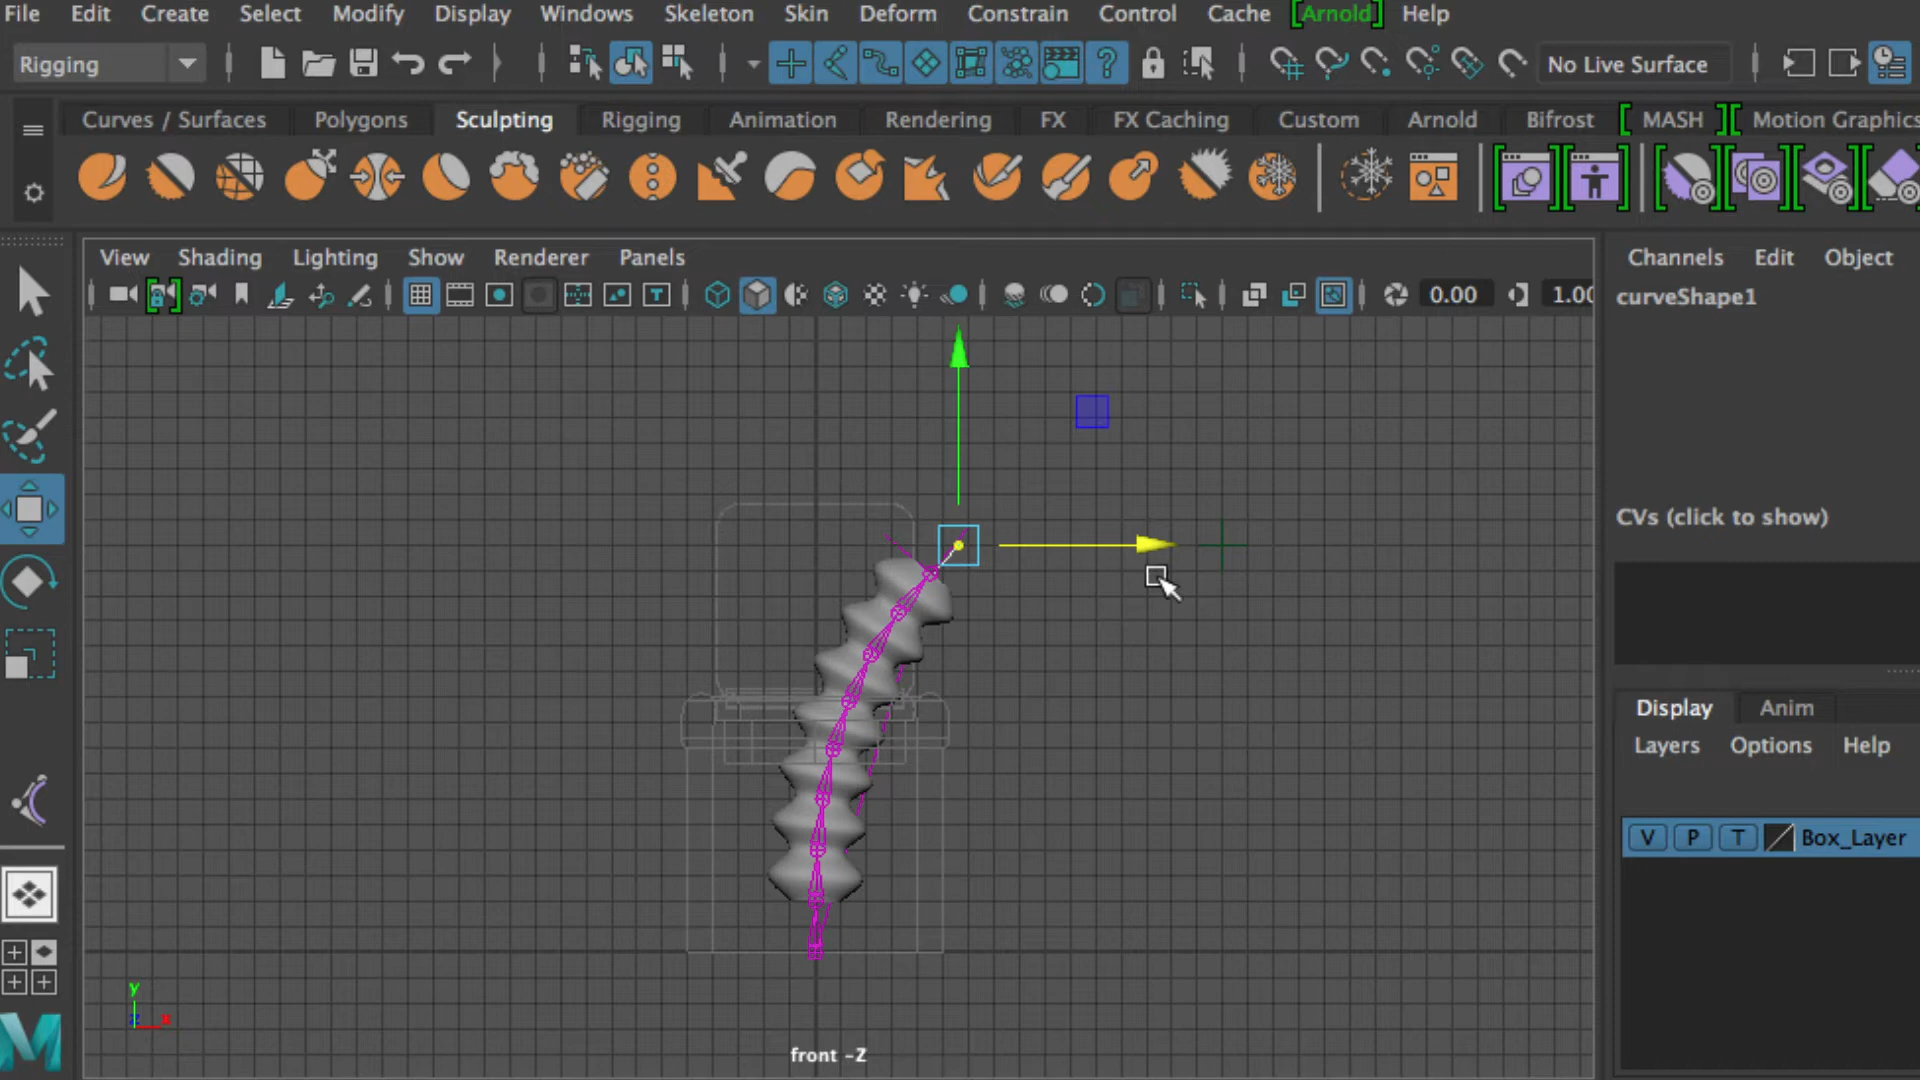 File Edit Create Select Modify Display Windows Skeleton Skin Deform Constrain Control Cache [Arnold] Help
Rigging No Live Surface
Curves / Surfaces Polygons Sculpting Rigging Animation Rendering FX FX Caching Custom Arnold Bifrost [ MASH ][ Motion Graphics
View Shading Lighting Show Renderer Panels
0.00 1.00
Channels Edit Object
curveShape1
CVs (click to show)
Display Anim
Layers Options Help
V P T Box_Layer
y
z x
front -Z